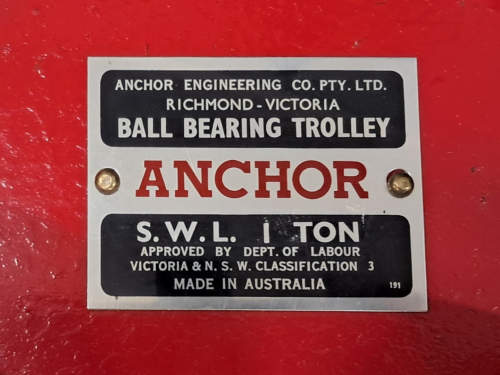 ANCHOR ENGINEERING CO. PTY. LTD.
RICHMOND - VICTORIA
BALL BEARING TROLLEY
ANCHOR
S. W. L. 1 TON
APPROVED BY DEPT. OF LABOUR
VICTORIA & N. S. W. CLASSIFICATION 3
MADE IN AUSTRALIA
191